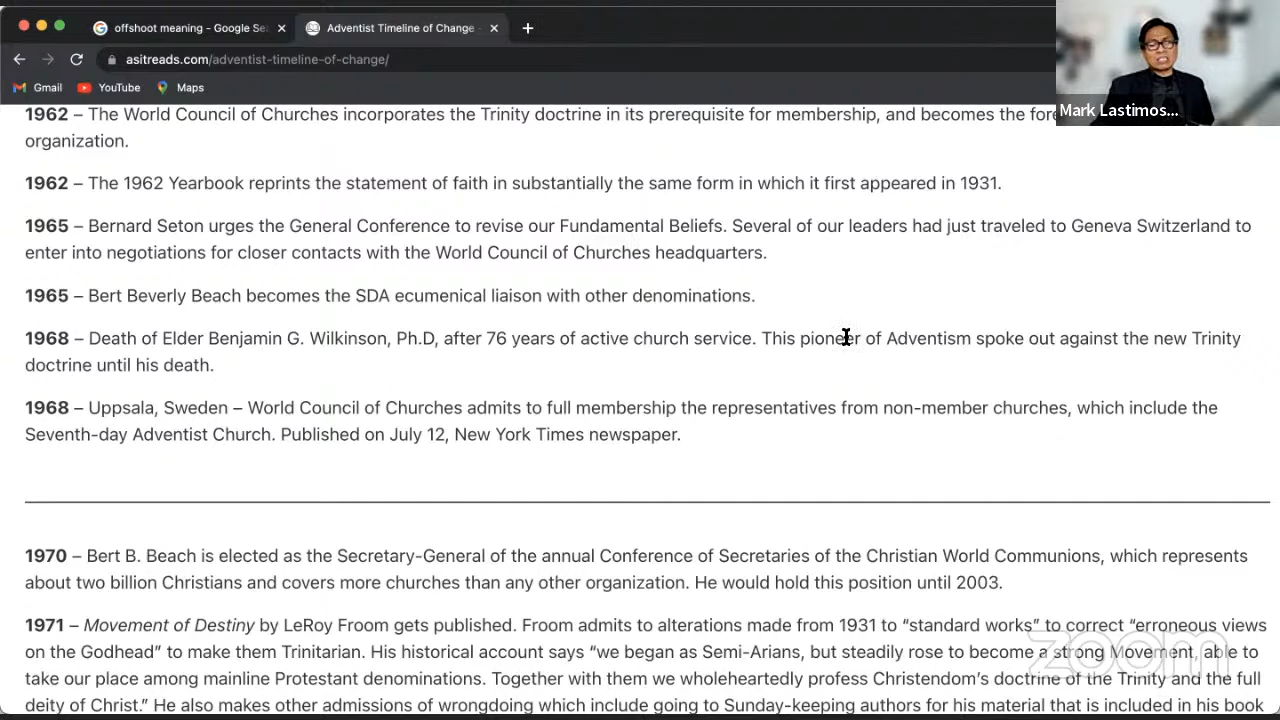 offshoot meaning - Google Se
Adventist Timeline of Change -
asitreads.com/adventist-timeline-of-change/
Gmail YouTube Maps
Mark Lastimos...
1962 – The World Council of Churches incorporates the Trinity doctrine in its prerequisite for membership, and becomes the
organization.
1962 – The 1962 Yearbook reprints the statement of faith in substantially the same form in which it first appeared in 1931.
1965 – Bernard Seton urges the General Conference to revise our Fundamental Beliefs. Several of our leaders had just traveled to Geneva Switzerland to
enter into negotiations for closer contacts with the World Council of Churches headquarters.
1965 – Bert Beverly Beach becomes the SDA ecumenical liaison with other denominations.
1968 – Death of Elder Benjamin G. Wilkinson, Ph.D, after 76 years of active church service. This pioneer of Adventism spoke out against the new Trinity
doctrine until his death.
1968 – Uppsala, Sweden – World Council of Churches admits to full membership the representatives from non-member churches, which include the
Seventh-day Adventist Church. Published on July 12, New York Times newspaper.
1970 – Bert B. Beach is elected as the Secretary-General of the annual Conference of Secretaries of the Christian World Communions, which represents
about two billion Christians and covers more churches than any other organization. He would hold this position until 2003.
1971 – Movement of Destiny by LeRoy Froom gets published. Froom admits to alterations made from 1931 to “standard works” to correct “erroneous views
on the Godhead” to make them Trinitarian. His historical account says “we began as Semi-Arians, but steadily rose to become a strong Movement, able to
take our place among mainline Protestant denominations. Together with them we wholeheartedly profess Christendom’s doctrine of the Trinity and the full
deity of Christ.” He also makes other admissions of wrongdoing which include going to Sunday-keeping authors for his material that is included in his book
zoom